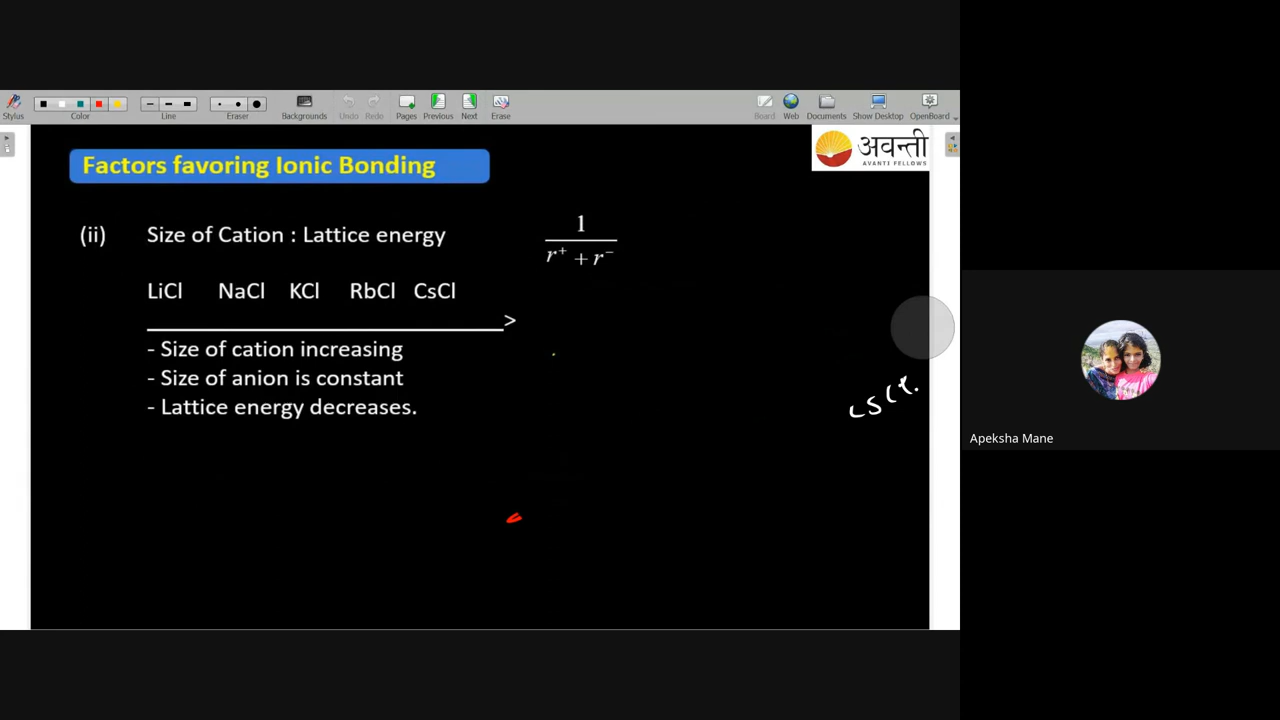 Stylus
Color
Line
Eraser
Backgrounds
Undo
Redo
Pages
Previous
Next
Erase
Board
Web
Documents
Show Desktop
OpenBoard
Factors favoring Ionic Bonding
अवन्ती
AVANTI FELLOWS
(ii) Size of Cation : Lattice energy
1
r⁺ + r⁻
LiCl NaCl KCl RbCl CsCl
>
- Size of cation increasing
- Size of anion is constant
- Lattice energy decreases.
Apeksha Mane